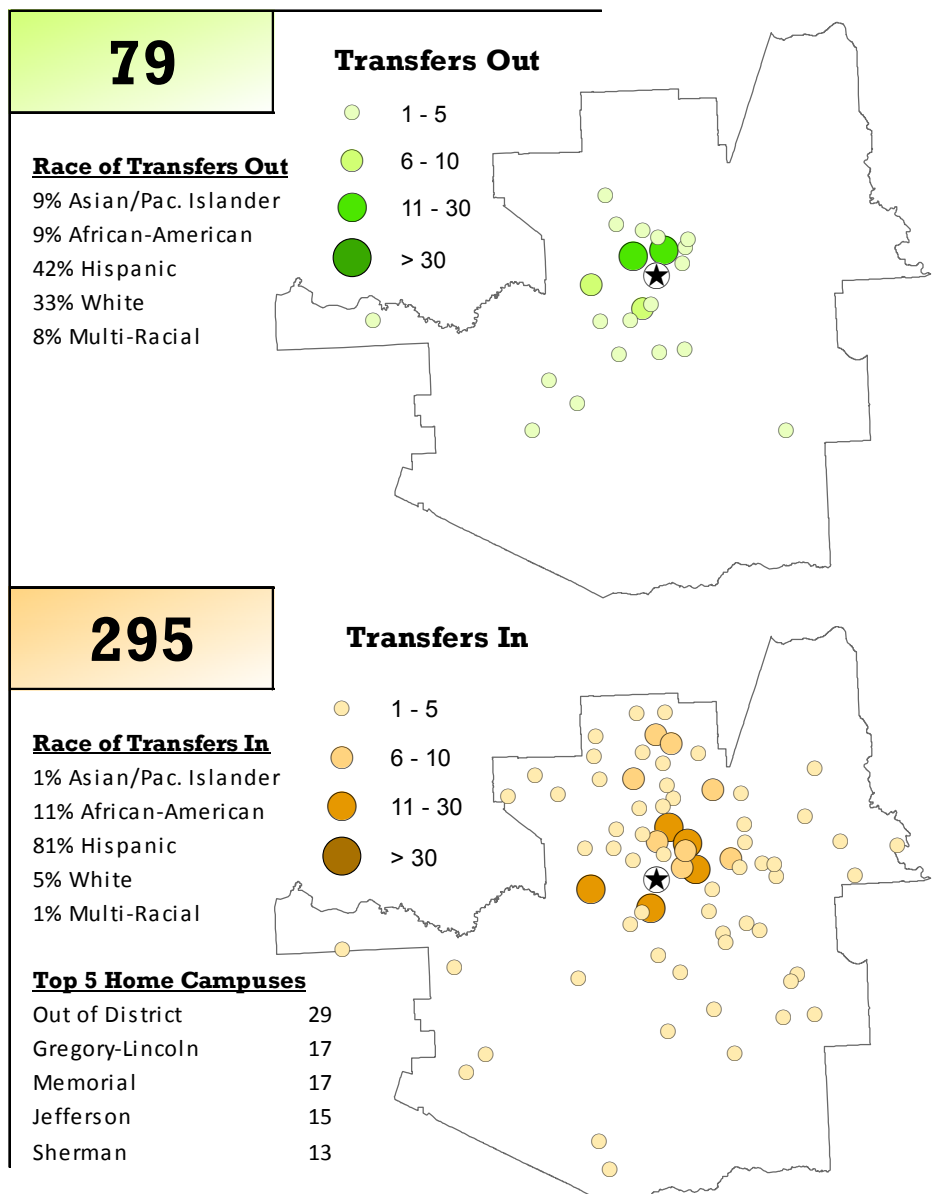 79
Transfers Out
1 - 5
6 - 10
11 - 30
> 30
Race of Transfers Out
9% Asian/Pac. Islander
9% African-American
42% Hispanic
33% White
8% Multi-Racial
295
Transfers In
1 - 5
6 - 10
11 - 30
> 30
Race of Transfers In
1% Asian/Pac. Islander
11% African-American
81% Hispanic
5% White
1% Multi-Racial
Top 5 Home Campuses
Out of District 29
Gregory-Lincoln 17
Memorial 17
Jefferson 15
Sherman 13